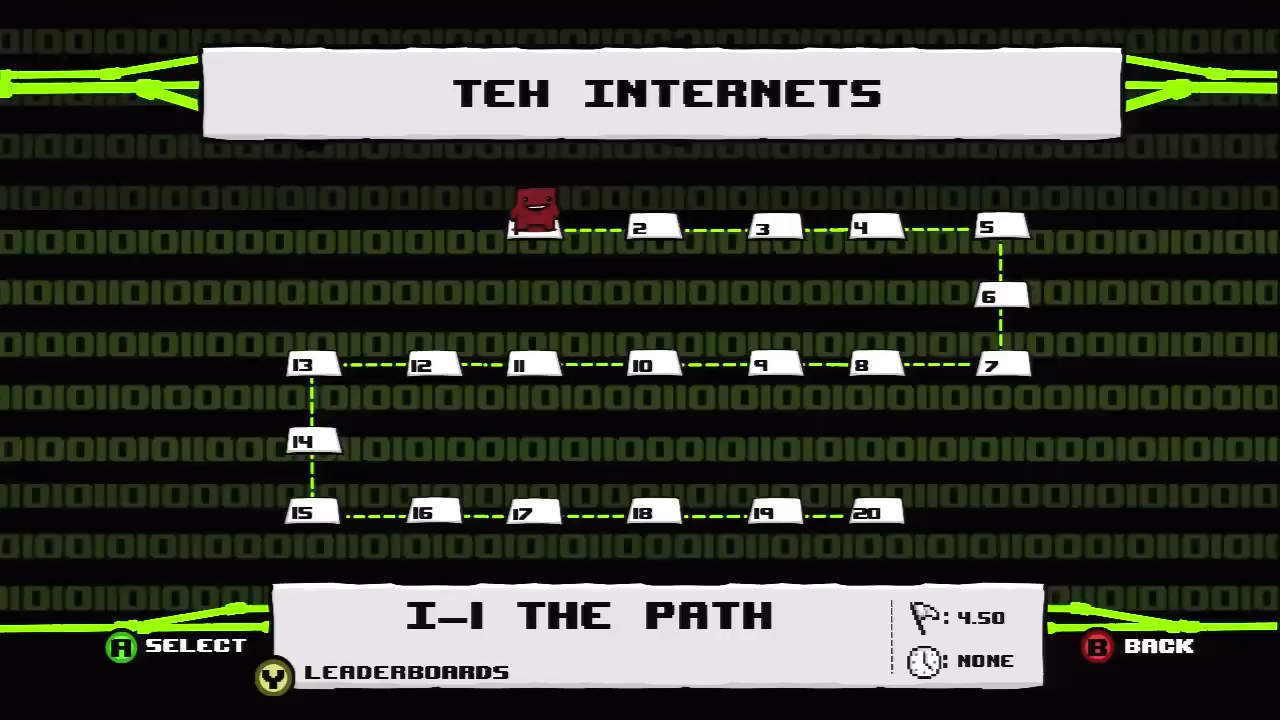 TEH INTERNETS
2 3 4 5
6
13 12 11 10 9 8 7
14
15 16 17 18 19 20
I-1 THE PATH
: 4.50
A SELECT
B BACK
: NONE
Y LEADERBOARDS